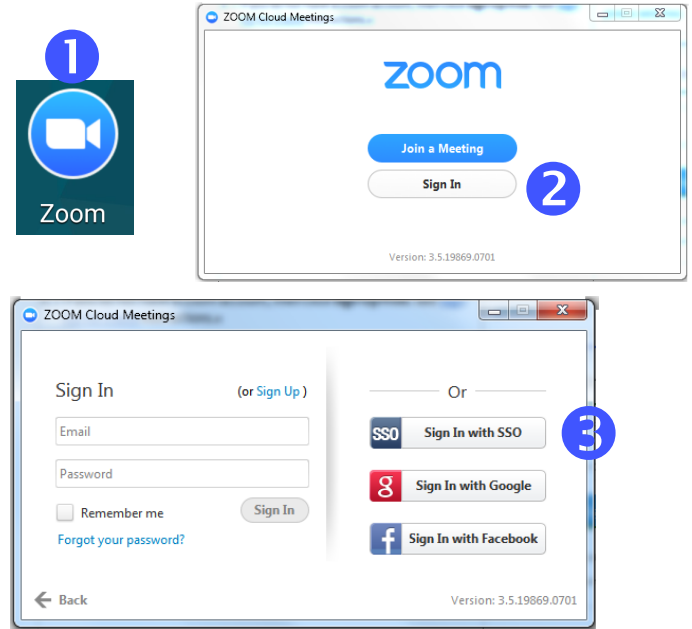 1
Zoom
ZOOM Cloud Meetings
zoom
Join a Meeting
Sign In
2
Version: 3.5.19869.0701
ZOOM Cloud Meetings
Sign In (or Sign Up )
Email
Password
Remember me
Sign In
Forgot your password?
Back
Or
SSO Sign In with SSO
3
g Sign In with Google
f Sign In with Facebook
Version: 3.5.19869.0701